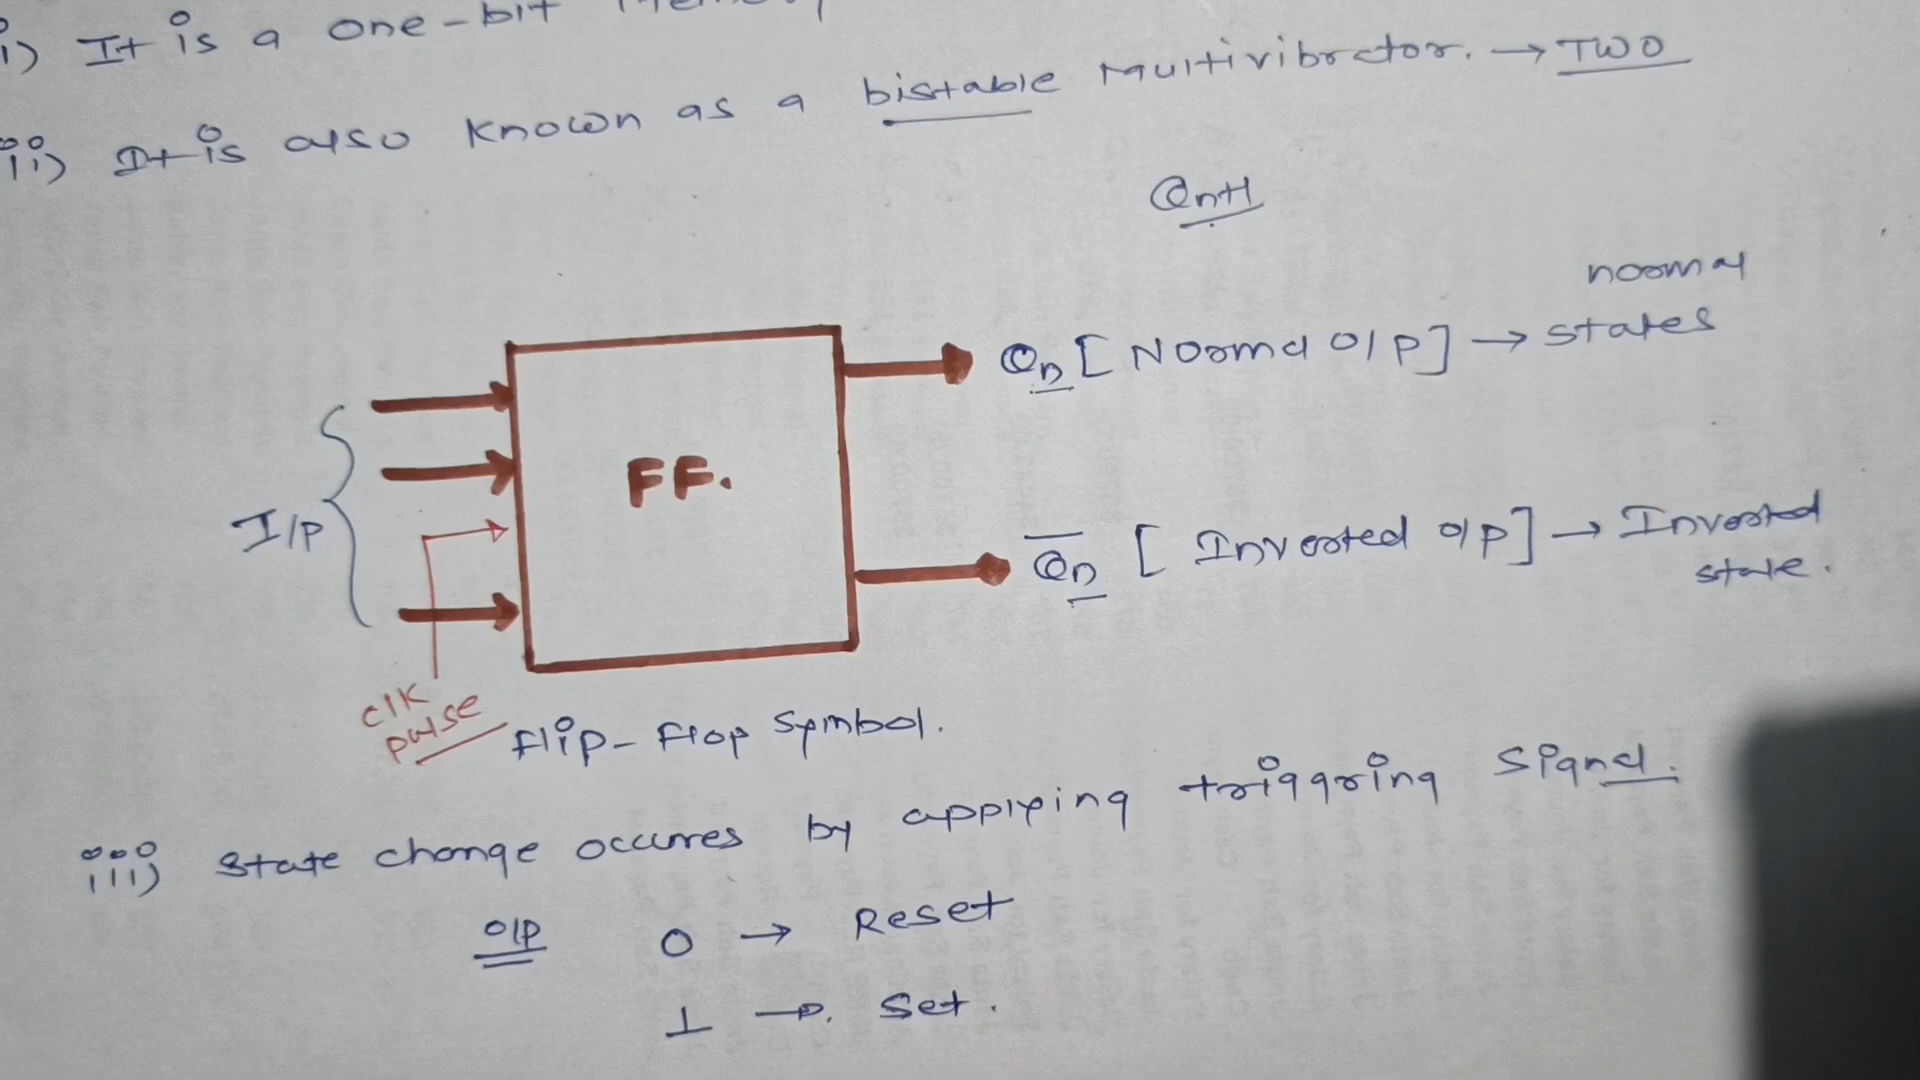 i) It is a one-bit
ii) It is also known as a bistable Multivibrator. → TWO
Qn+1
normal
Qn [Normal O/P] → states
FF.
I/P
Q̅n [Inverted o/p] → Inverted
state.
clk
pulse
Flip-Flop Symbol.
iii) State change occures by applying triggring Signal.
O/P 0 → Reset
1 → Set.